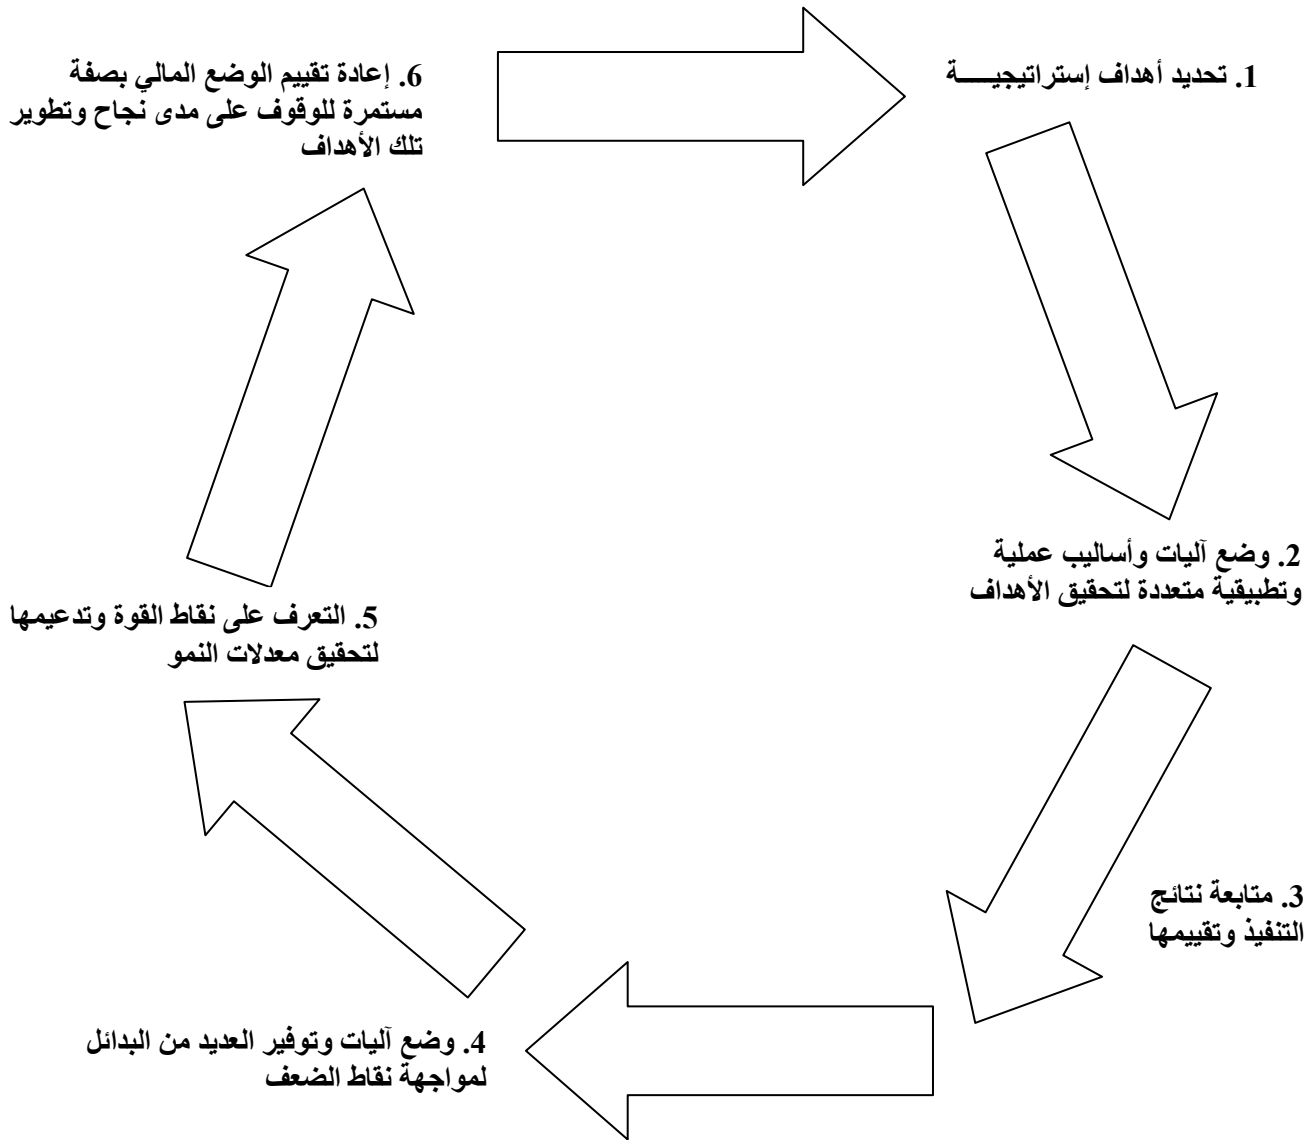 1. تحديد أهداف إستراتيجيـــــة
2. وضع آليات وأساليب عملية
وتطبيقية متعددة لتحقيق الأهداف
3. متابعة نتائج
التنفيذ وتقييمها
4. وضع آليات وتوفير العديد من البدائل
لمواجهة نقاط الضعف
5. التعرف على نقاط القوة وتدعيمها
لتحقيق معدلات النمو
6. إعادة تقييم الوضع المالي بصفة
مستمرة للوقوف على مدى نجاح وتطوير
تلك الأهداف